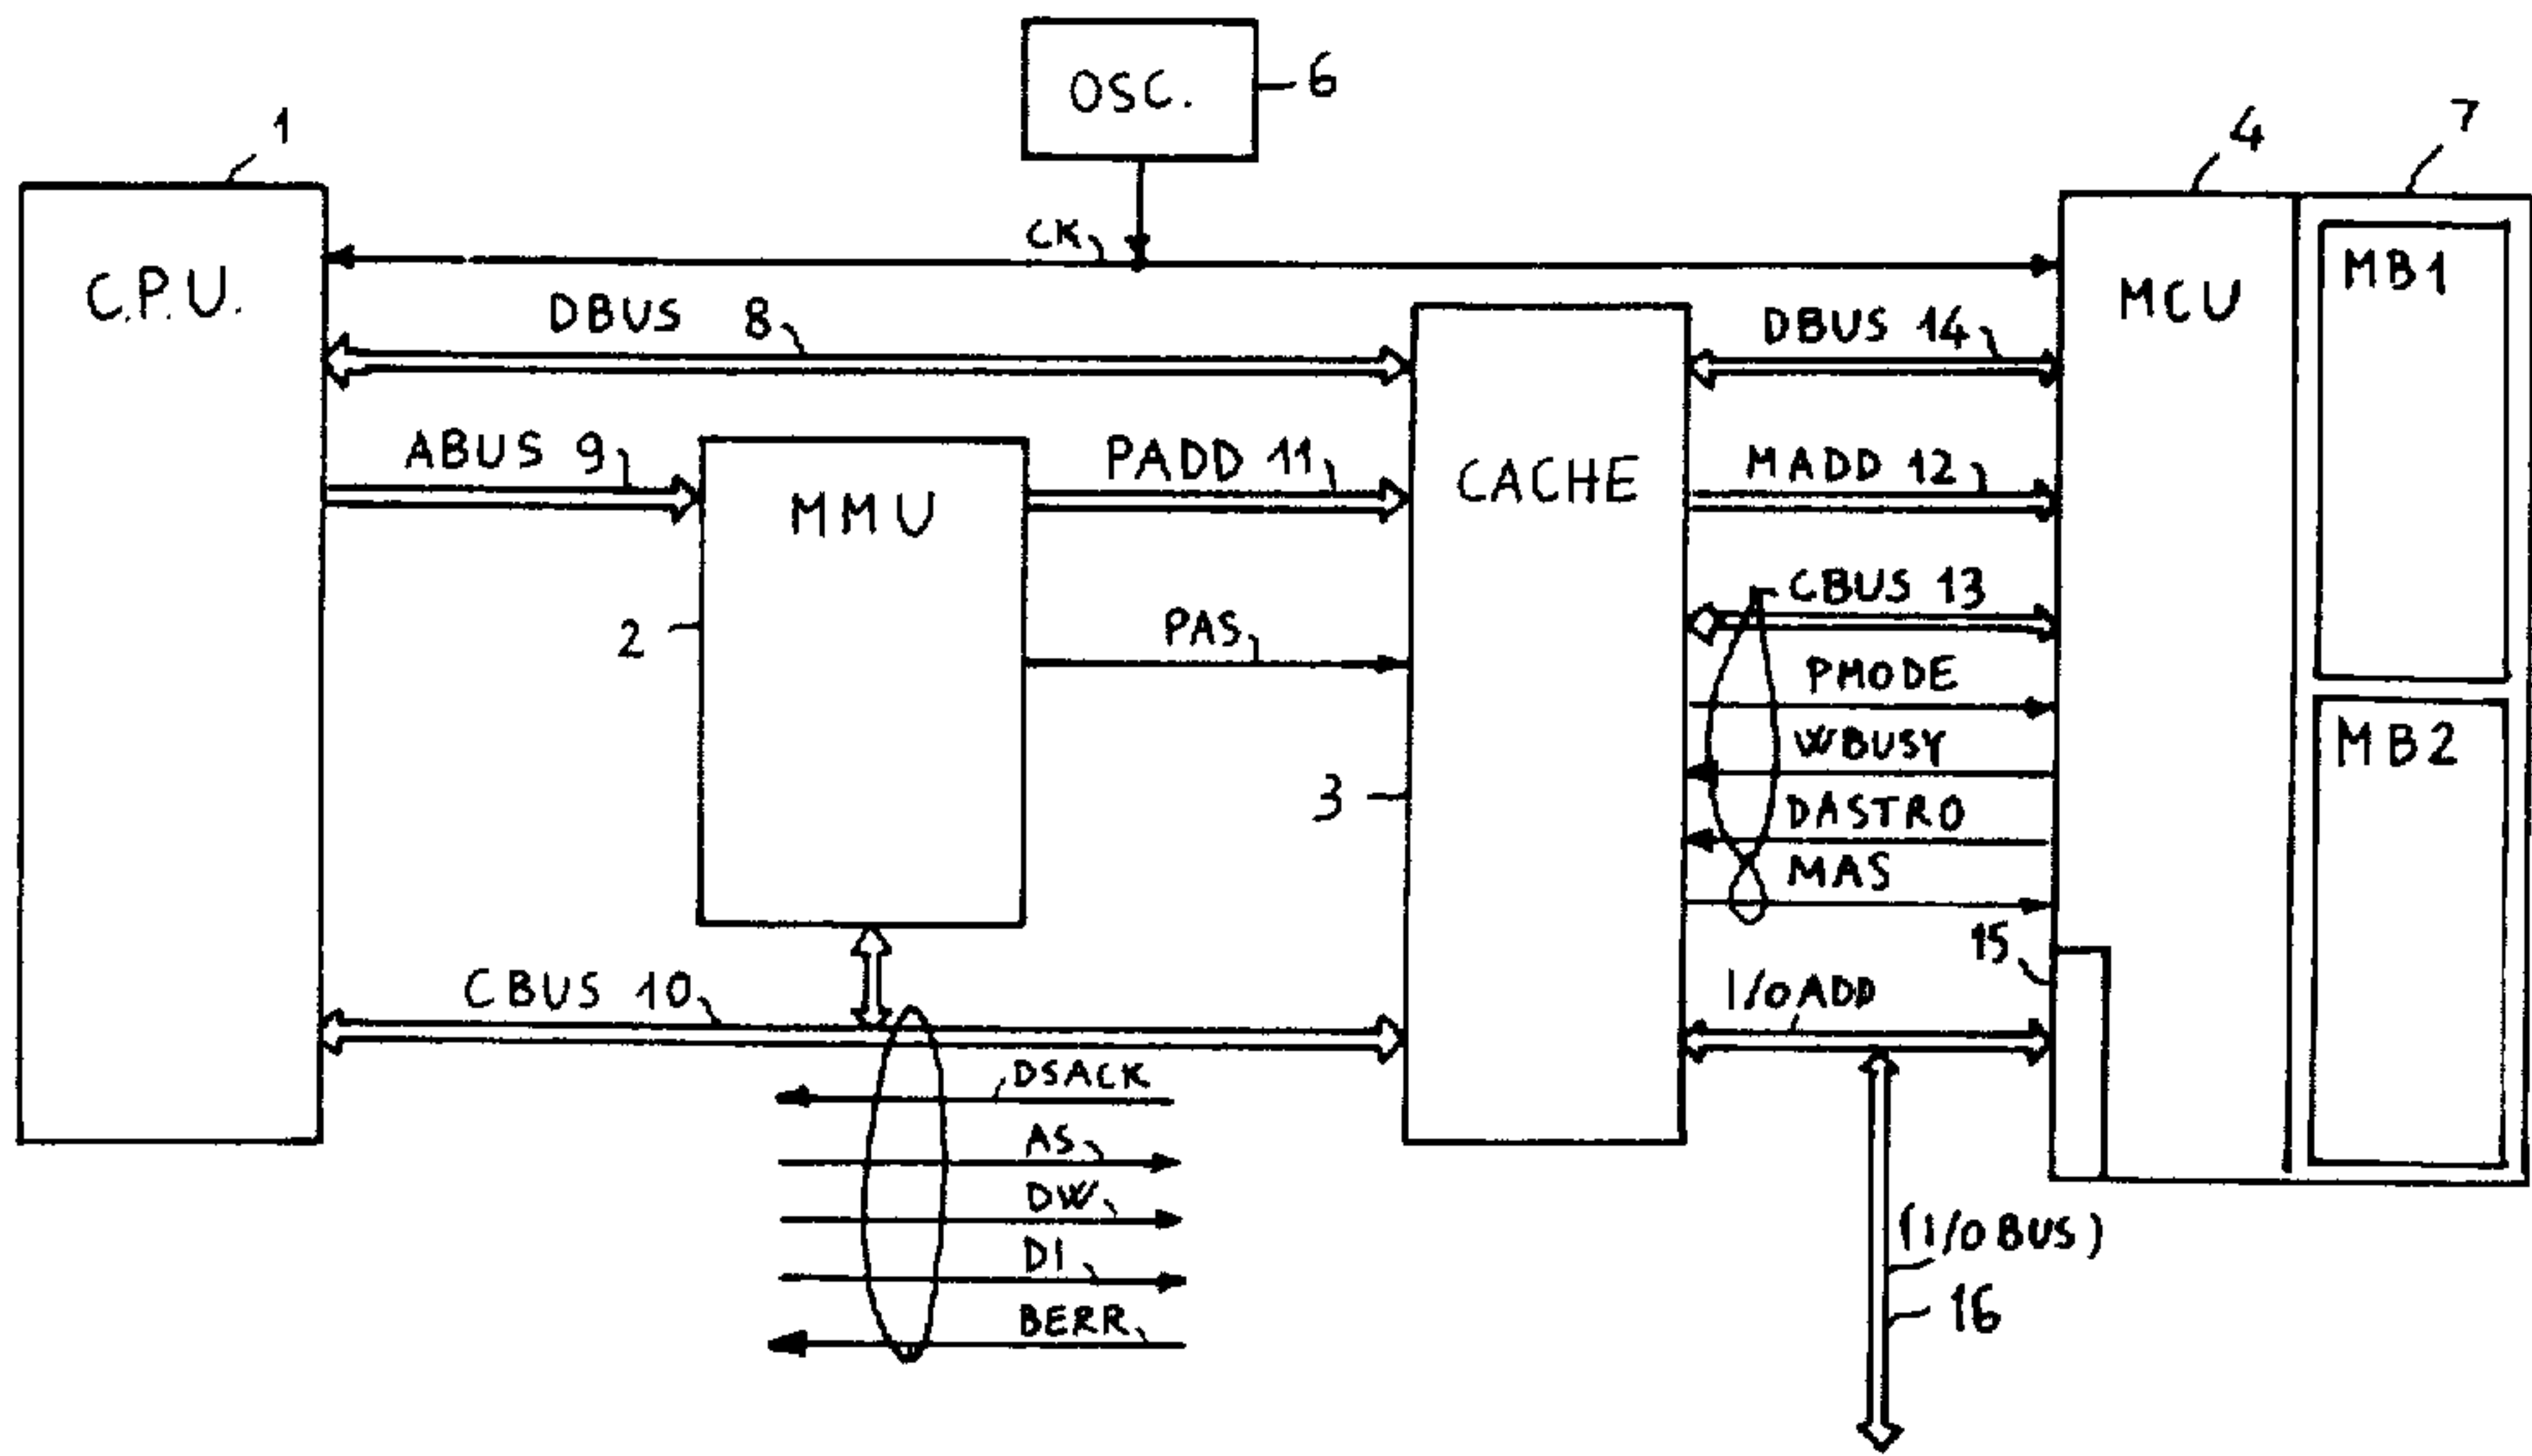 OSC. 6
1
4
7
CK
C.P.U.
DBUS 8
DBUS 14
MCU
MB1
ABUS 9
PADD 11
MADD 12
MMU
CACHE
CBUS 13
2
PAS
PMODE
WBUSY
MB2
3
DASTRO
MAS
15
CBUS 10
I/O ADD
DSACK
AS
DW
DI
BERR
(I/O BUS)
16